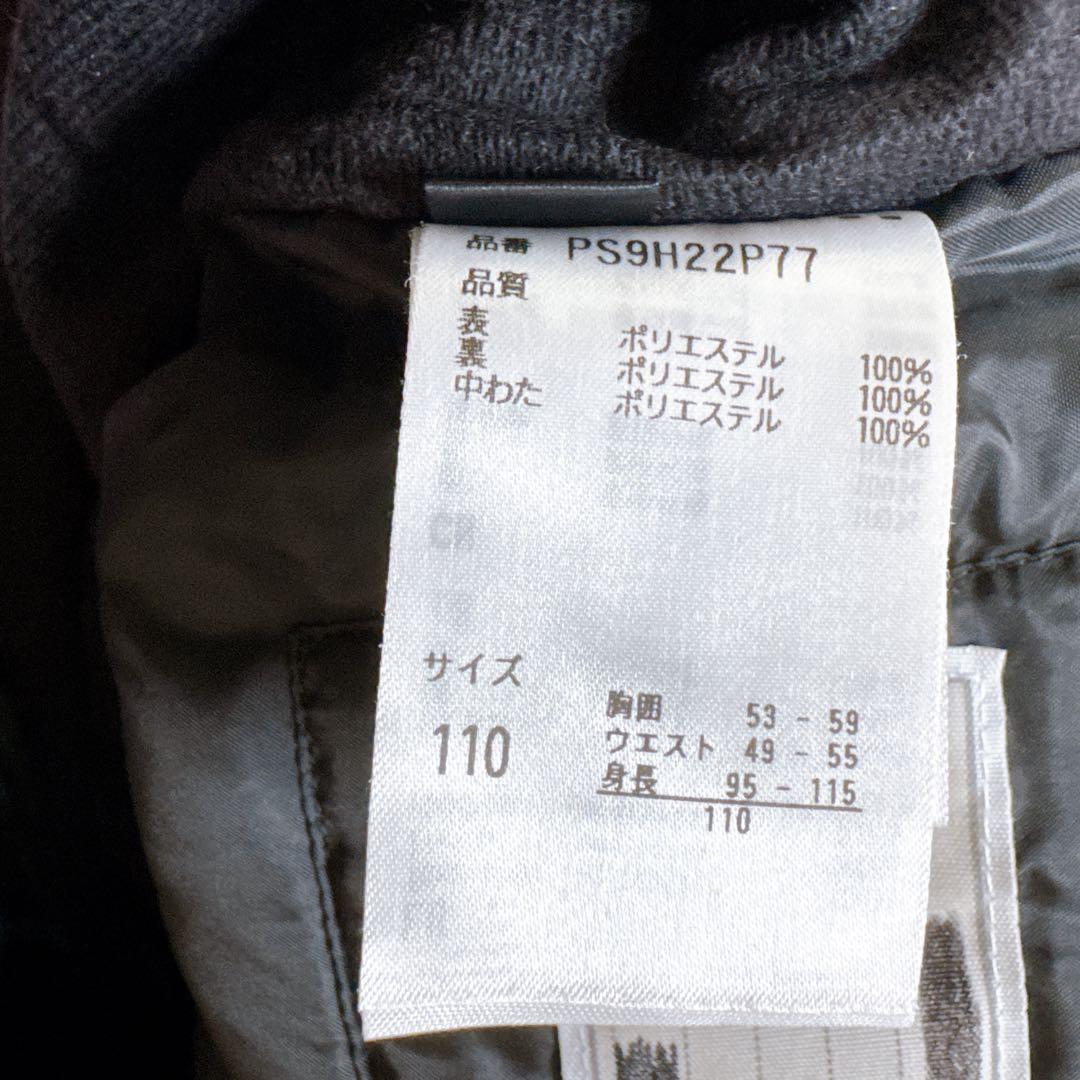 品番 PS9H22P77
品質
表 ポリエステル 100%
裏 ポリエステル 100%
中わた ポリエステル 100%
サイズ
110
胸囲 53 - 59
ウエスト 49 - 55
身長 95 - 115
110